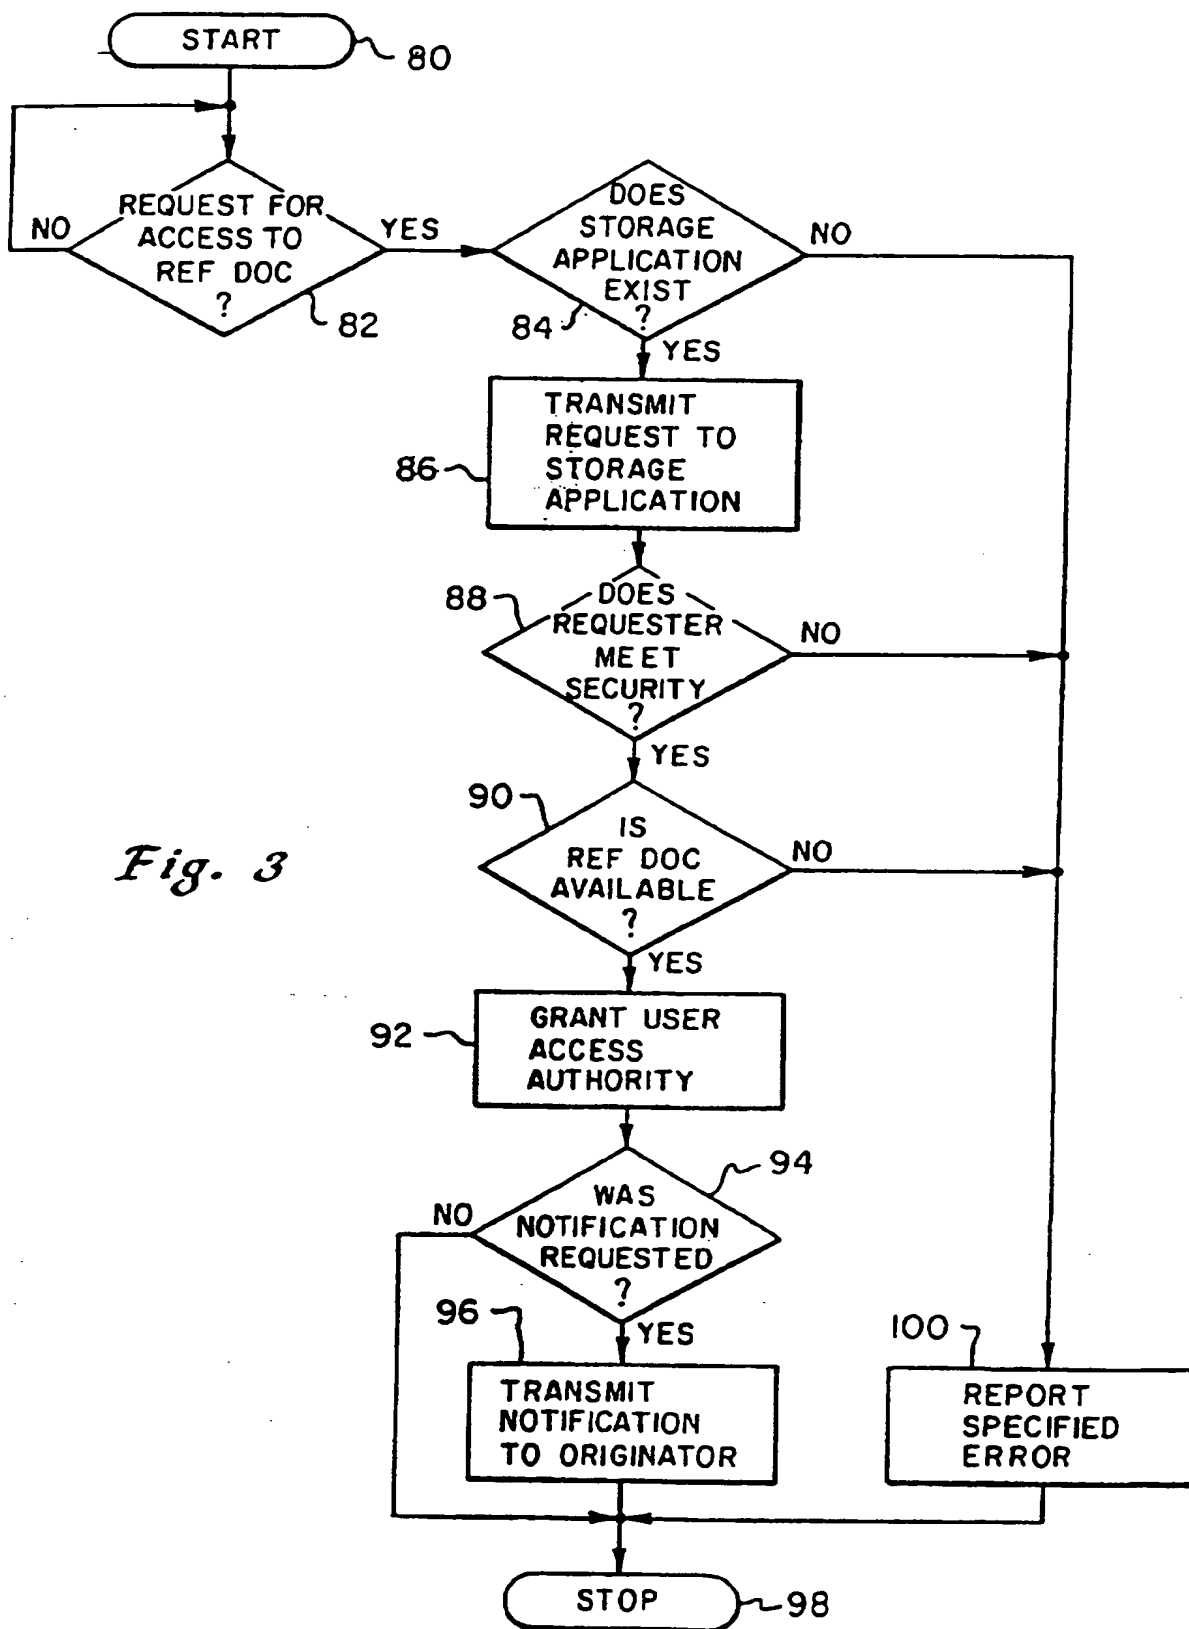 START
80
REQUEST FOR
ACCESS TO
REF DOC
?
NO
YES
82
DOES
STORAGE
APPLICATION
EXIST
?
NO
84
YES
TRANSMIT
REQUEST TO
STORAGE
APPLICATION
86
DOES
REQUESTER
MEET
SECURITY
?
88
NO
YES
IS
REF DOC
AVAILABLE
?
90
NO
YES
Fig. 3
GRANT USER
ACCESS
AUTHORITY
92
WAS
NOTIFICATION
REQUESTED
?
94
NO
YES
TRANSMIT
NOTIFICATION
TO ORIGINATOR
96
100
REPORT
SPECIFIED
ERROR
STOP
98